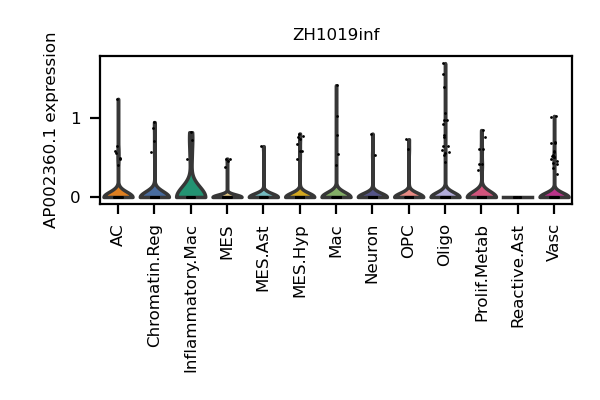 ZH1019inf
AP002360.1 expression
1
0
AC
Chromatin.Reg
Inflammatory.Mac
MES
MES.Ast
MES.Hyp
Mac
Neuron
OPC
Oligo
Prolif.Metab
Reactive.Ast
Vasc